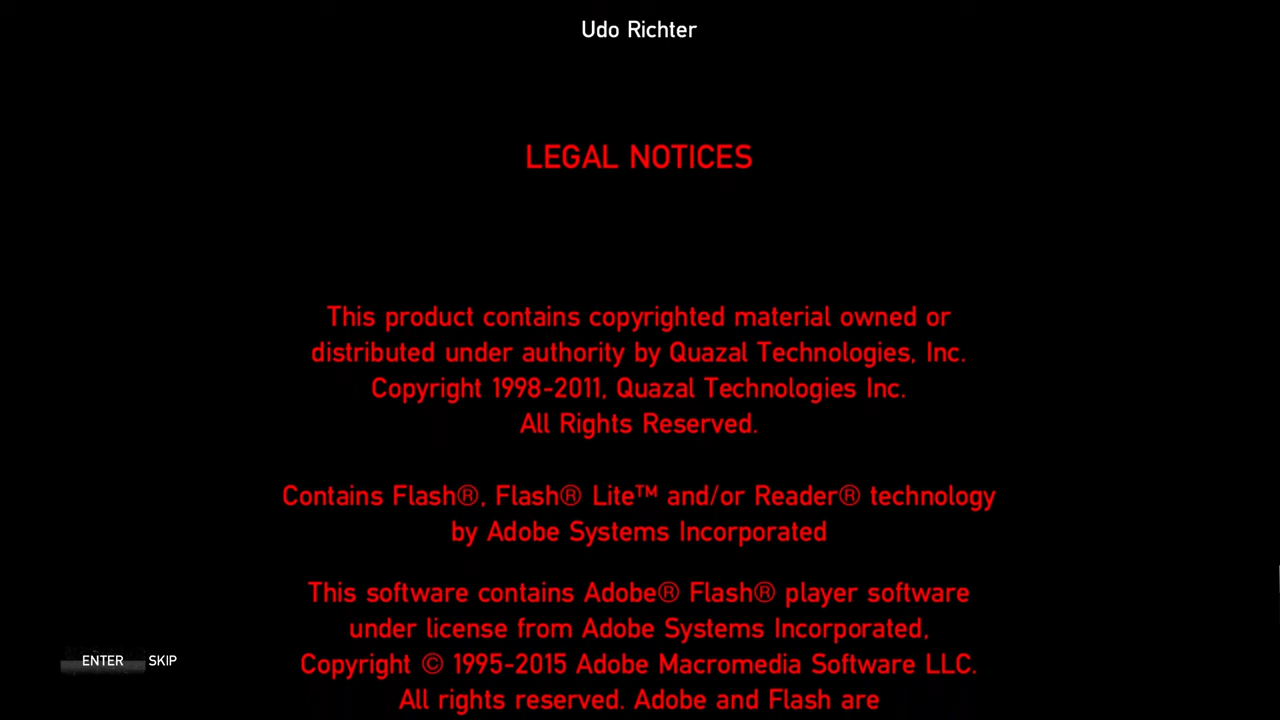 Udo Richter
LEGAL NOTICES
This product contains copyrighted material owned or
distributed under authority by Quazal Technologies, Inc.
Copyright 1998-2011, Quazal Technologies Inc.
All Rights Reserved.
Contains Flash®, Flash® Lite™ and/or Reader® technology
by Adobe Systems Incorporated
This software contains Adobe® Flash® player software
under license from Adobe Systems Incorporated,
Copyright © 1995-2015 Adobe Macromedia Software LLC.
All rights reserved. Adobe and Flash are
ENTER SKIP